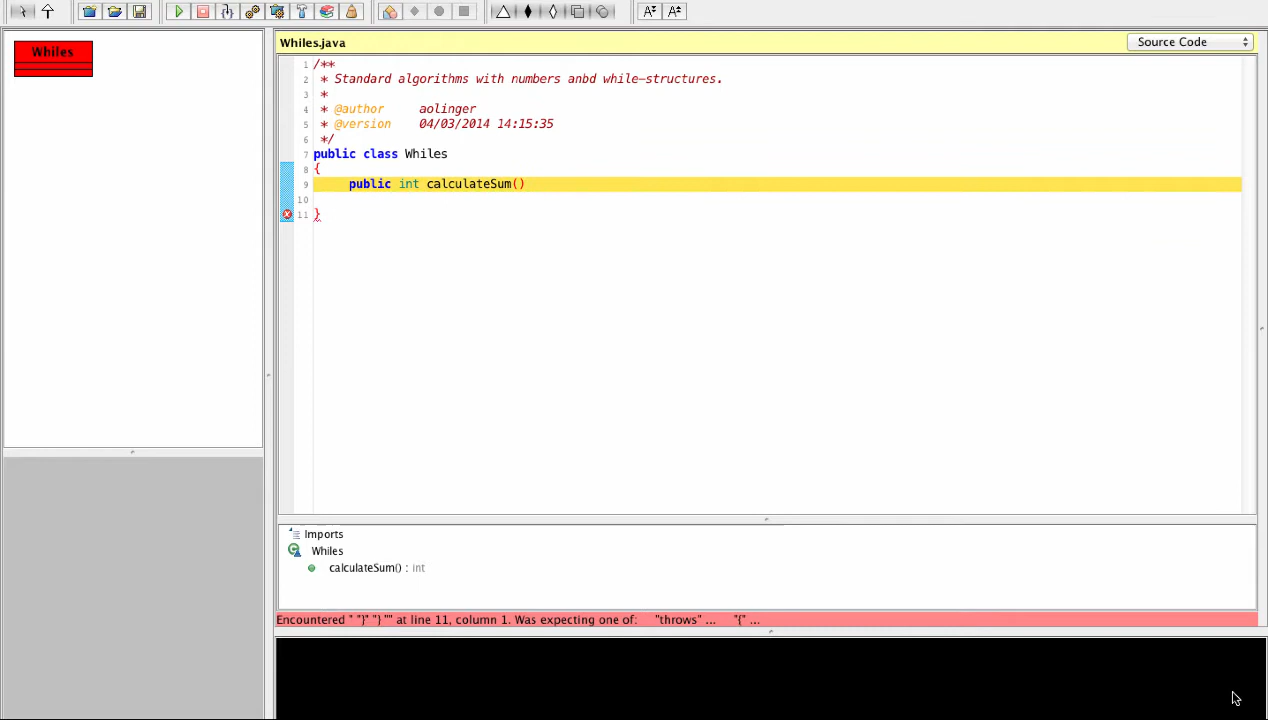 Whiles
Whiles.java
Source Code
1 /**
2 * Standard algorithms with numbers anbd while-structures.
3 *
4 * @author aolinger
5 * @version 04/03/2014 14:15:35
6 */
7 public class Whiles
8 {
9 public int calculateSum()
10
11 }
Imports
Whiles
calculateSum() : int
Encountered " "}" "} "" at line 11, column 1. Was expecting one of: "throws" ... "{" ...